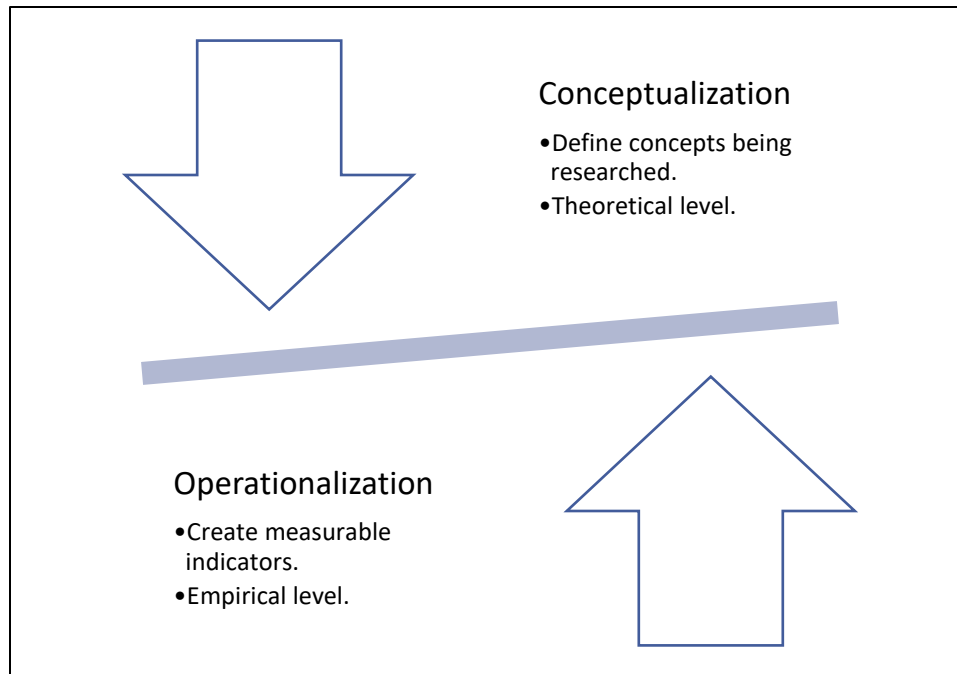 Conceptualization
•Define concepts being
researched.
•Theoretical level.
Operationalization
•Create measurable
indicators.
•Empirical level.